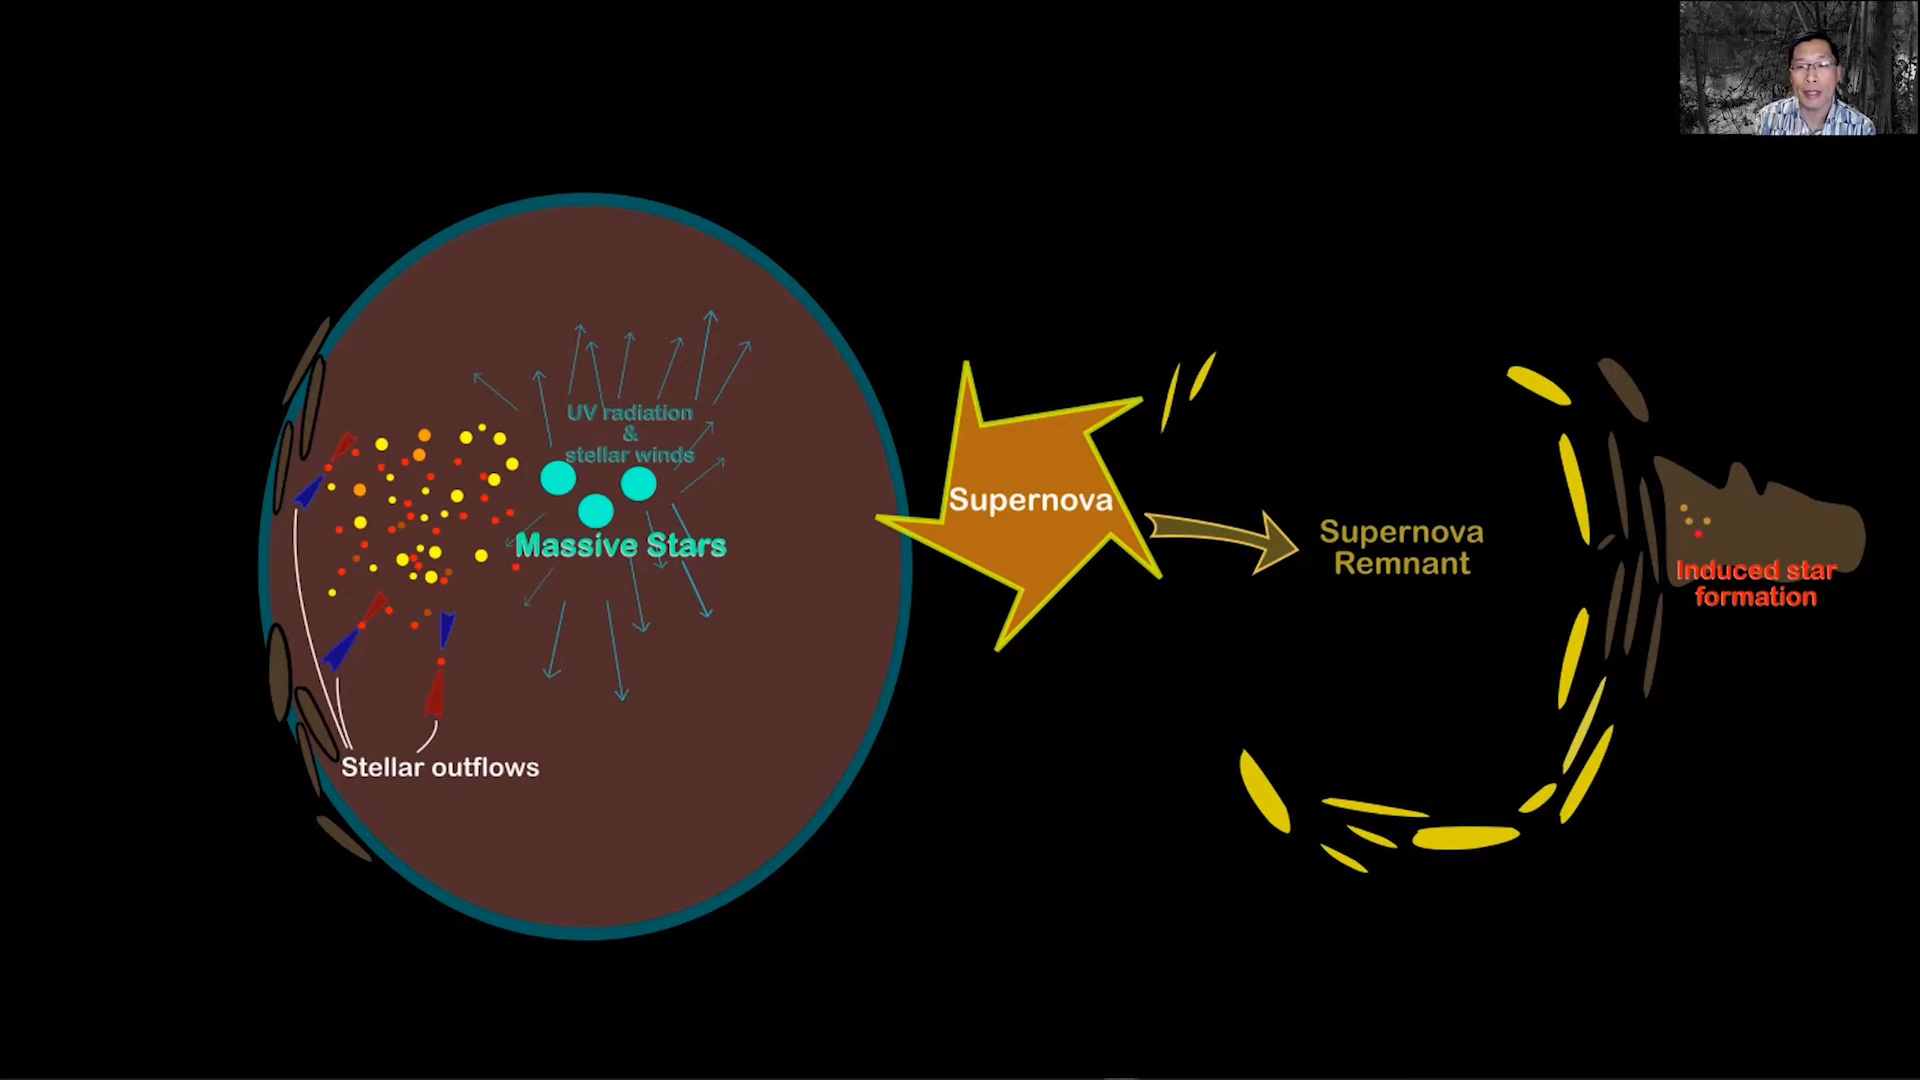 UV radiation
&
stellar winds
Massive Stars
Stellar outflows
Supernova
Supernova
Remnant
Induced star
formation